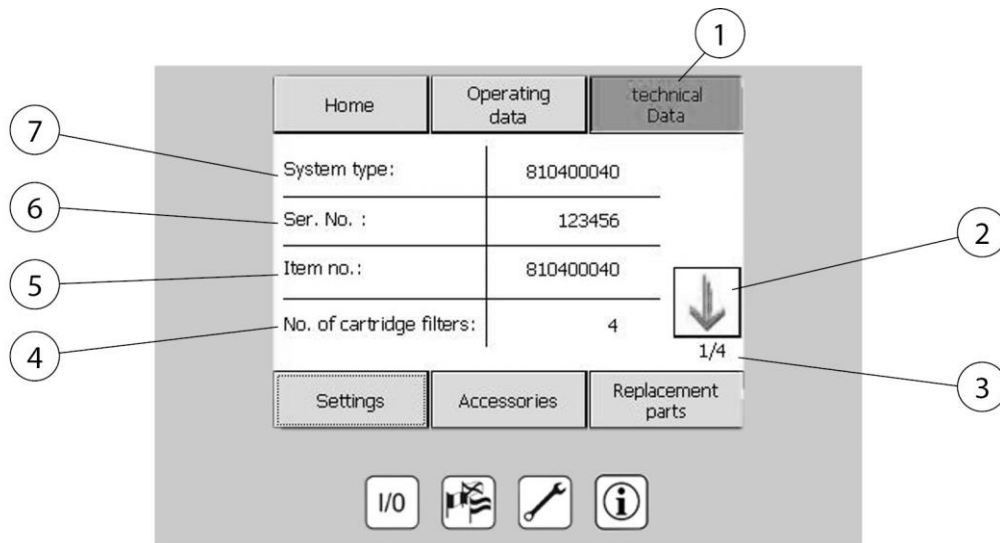 1
Home
Operating
data
technical
Data
7
System type: 810400040
6
Ser. No. : 123456
2
5
Item no.: 810400040
4
No. of cartridge filters: 4
1/4
3
Settings
Accessories
Replacement
parts
I/0
i